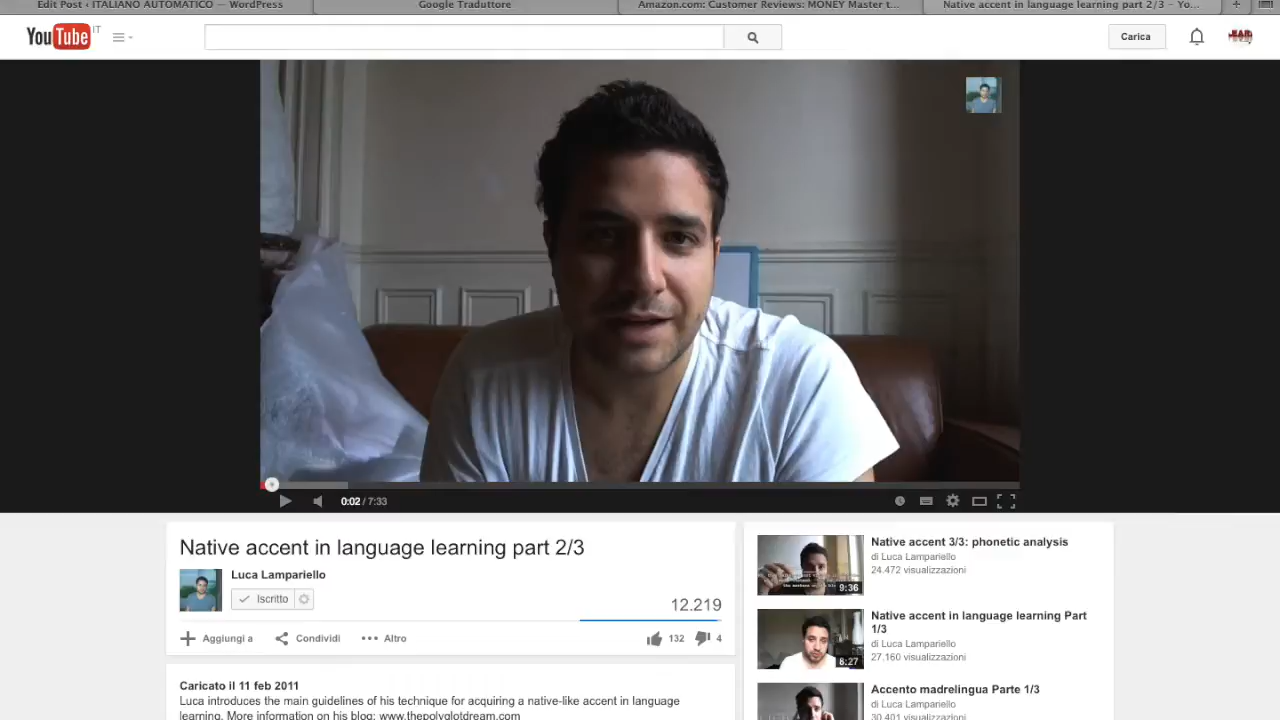 Edit Post ‹ ITALIANO AUTOMATICO — WordPress
Google Traduttore
Amazon.com: Customer Reviews: MONEY Master t...
Native accent in language learning part 2/3 – Yo...
YouTube IT
Carica
0:02 / 7:33
Native accent in language learning part 2/3
Luca Lampariello
Iscritto
12.219
Aggiungi a
Condividi
Altro
132
4
Caricato il 11 feb 2011
Luca introduces the main guidelines of his technique for acquiring a native-like accent in language
learning. More information on his blog: www.thepolyglotdream.com
Native accent 3/3: phonetic analysis
di Luca Lampariello
24.472 visualizzazioni
9:36
Native accent in language learning Part
1/3
di Luca Lampariello
27.160 visualizzazioni
8:27
Accento madrelingua Parte 1/3
di Luca Lampariello
30.401 visualizzazioni